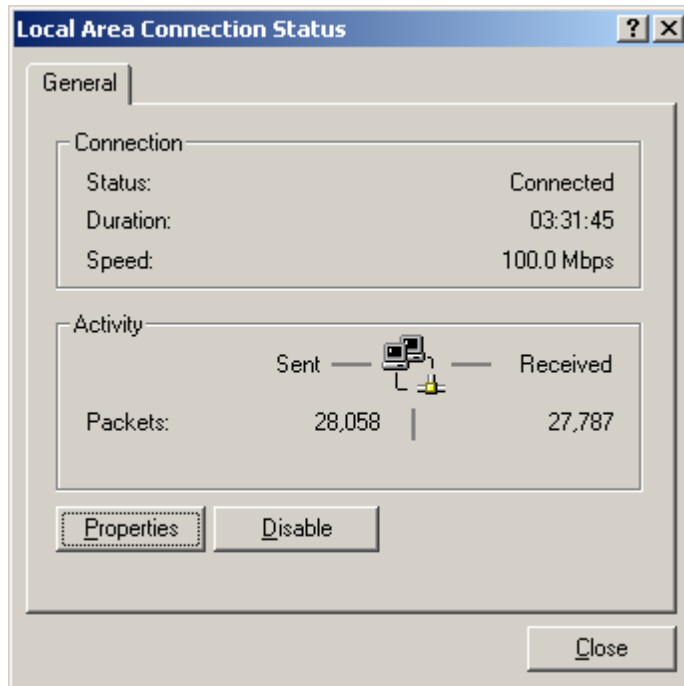 Local Area Connection Status
General
Connection
Status: Connected
Duration: 03:31:45
Speed: 100.0 Mbps
Activity
Sent Received
Packets: 28,058 27,787
Properties Disable
Close